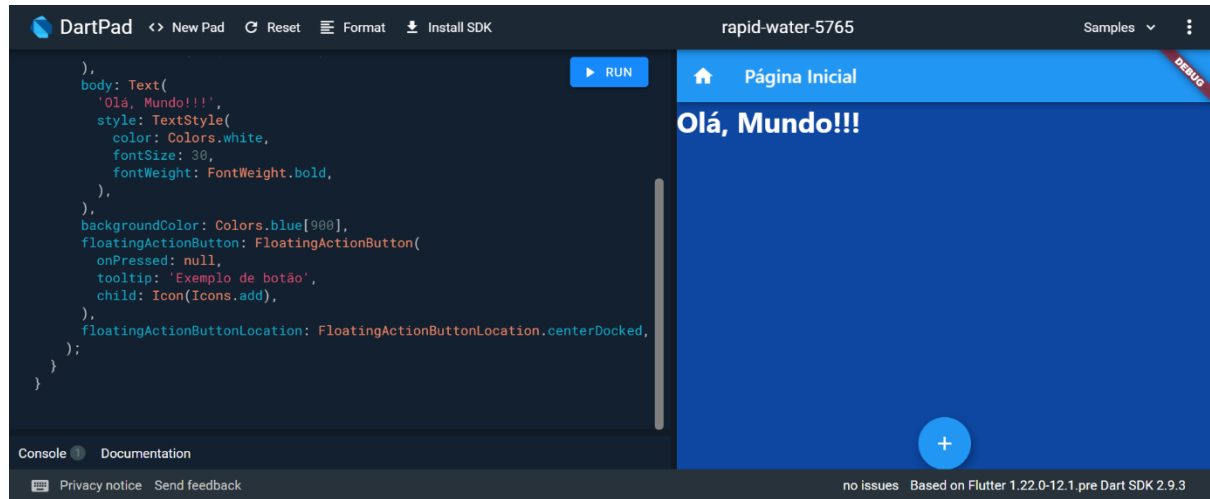 DartPad <> New Pad Reset Format Install SDK rapid-water-5765 Samples
),
body: Text(
'Olá, Mundo!!!',
style: TextStyle(
color: Colors.white,
fontSize: 30,
fontWeight: FontWeight.bold,
),
),
backgroundColor: Colors.blue[900],
floatingActionButton: FloatingActionButton(
onPressed: null,
tooltip: 'Exemplo de botão',
child: Icon(Icons.add),
),
floatingActionButtonLocation: FloatingActionButtonLocation.centerDocked,
);
}
}
RUN
Página Inicial
DEBUG
Olá, Mundo!!!
+
Console 1 Documentation
Privacy notice Send feedback
no issues Based on Flutter 1.22.0-12.1.pre Dart SDK 2.9.3